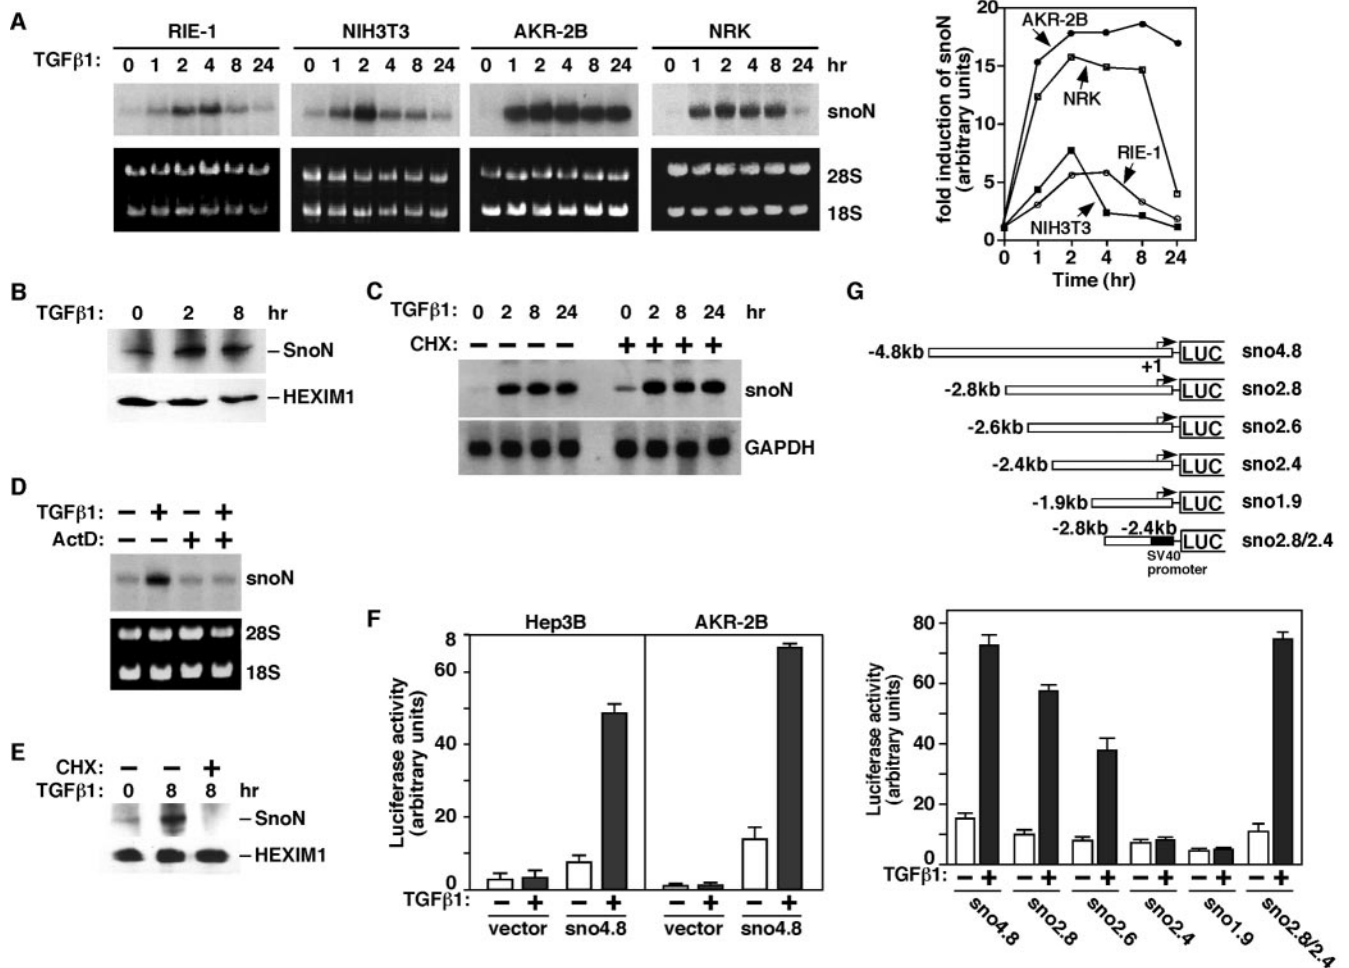 A
RIE-1 NIH3T3 AKR-2B NRK
TGFβ1: 0 1 2 4 8 24 0 1 2 4 8 24 0 1 2 4 8 24 0 1 2 4 8 24 hr
snoN
28S
18S
fold induction of snoN
(arbitrary units)
20
15
10
5
0
AKR-2B
NRK
RIE-1
NIH3T3
0 1 2 4 8 24
Time (hr)
B
TGFβ1: 0 2 8 hr
SnoN
HEXIM1
C
TGFβ1: 0 2 8 24 0 2 8 24 hr
CHX: − − − − + + + +
snoN
GAPDH
D
TGFβ1: − + − +
ActD: − − + +
snoN
28S
18S
E
CHX: − − +
TGFβ1: 0 8 8 hr
SnoN
HEXIM1
F
Hep3B AKR-2B
Luciferase activity
(arbitrary units)
8
60
40
20
0
TGFβ1: − + − + − + − +
vector sno4.8 vector sno4.8
G
-4.8kb +1 LUC sno4.8
-2.8kb LUC sno2.8
-2.6kb LUC sno2.6
-2.4kb LUC sno2.4
-1.9kb LUC sno1.9
-2.8kb -2.4kb LUC sno2.8/2.4
SV40
promoter
Luciferase activity
(arbitrary units)
80
60
40
20
0
TGFβ1: − + − + − + − + − + − +
sno4.8 sno2.8 sno2.6 sno2.4 sno1.9 sno2.8/2.4